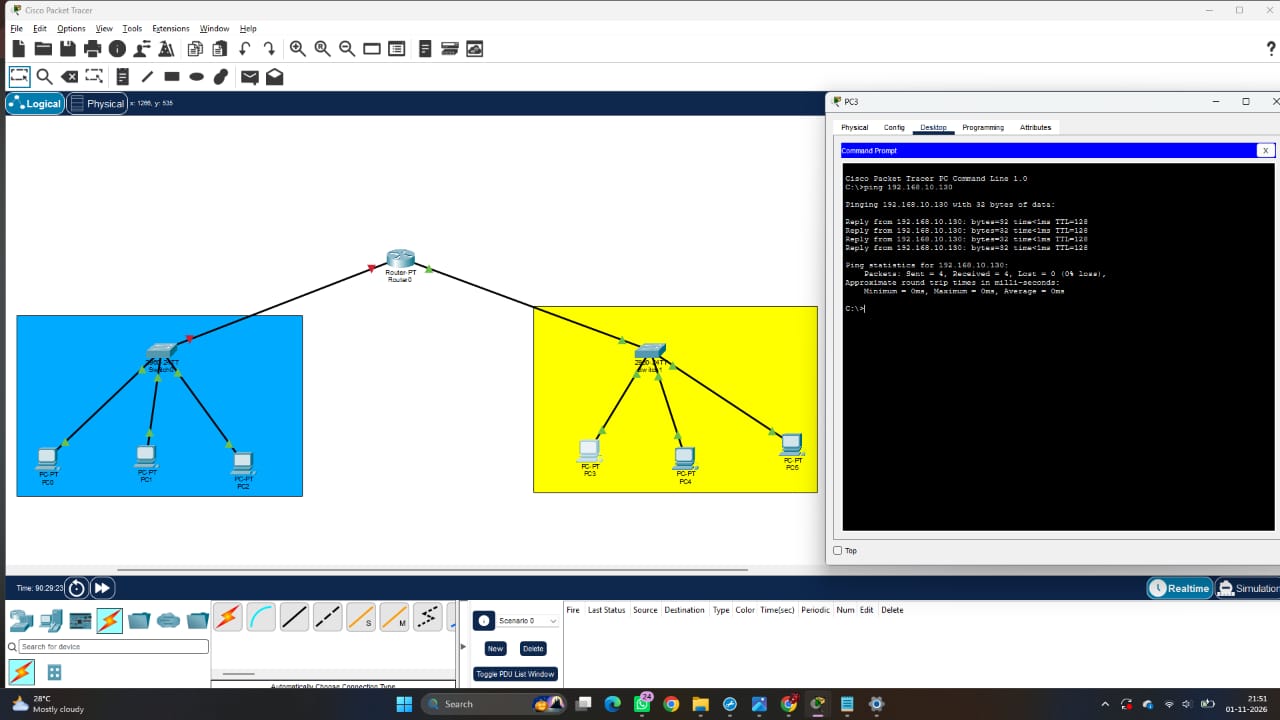 Cisco Packet Tracer
File Edit Options View Tools Extensions Window Help
?
Logical Physical x: 1266, y: 535
Router-PT
Router0
Switch0
PC-PT
PC0
PC-PT
PC1
PC-PT
PC2
PC-PT
PC3
PC-PT
PC4
PC-PT
PC5
PC3
Physical Config Desktop Programming Attributes
Command Prompt X
Cisco Packet Tracer PC Command Line 1.0
C:\>ping 192.168.10.130
Pinging 192.168.10.130 with 32 bytes of data:
Reply from 192.168.10.130: bytes=32 time<1ms TTL=128
Reply from 192.168.10.130: bytes=32 time<1ms TTL=128
Reply from 192.168.10.130: bytes=32 time<1ms TTL=128
Reply from 192.168.10.130: bytes=32 time<1ms TTL=128
Ping statistics for 192.168.10.130:
Packets: Sent = 4, Received = 4, Lost = 0 (0% loss),
Approximate round trip times in milli-seconds:
Minimum = 0ms, Maximum = 0ms, Average = 0ms
C:\>
Top
Time: 90:29:23
Realtime Simulation
S M
Search for device
Automatically Choose Connection Type
Scenario 0
New Delete
Toggle PDU List Window
Fire Last Status Source Destination Type Color Time(sec) Periodic Num Edit Delete
28°C
Mostly cloudy
Search
24
21:51
01-11-2026